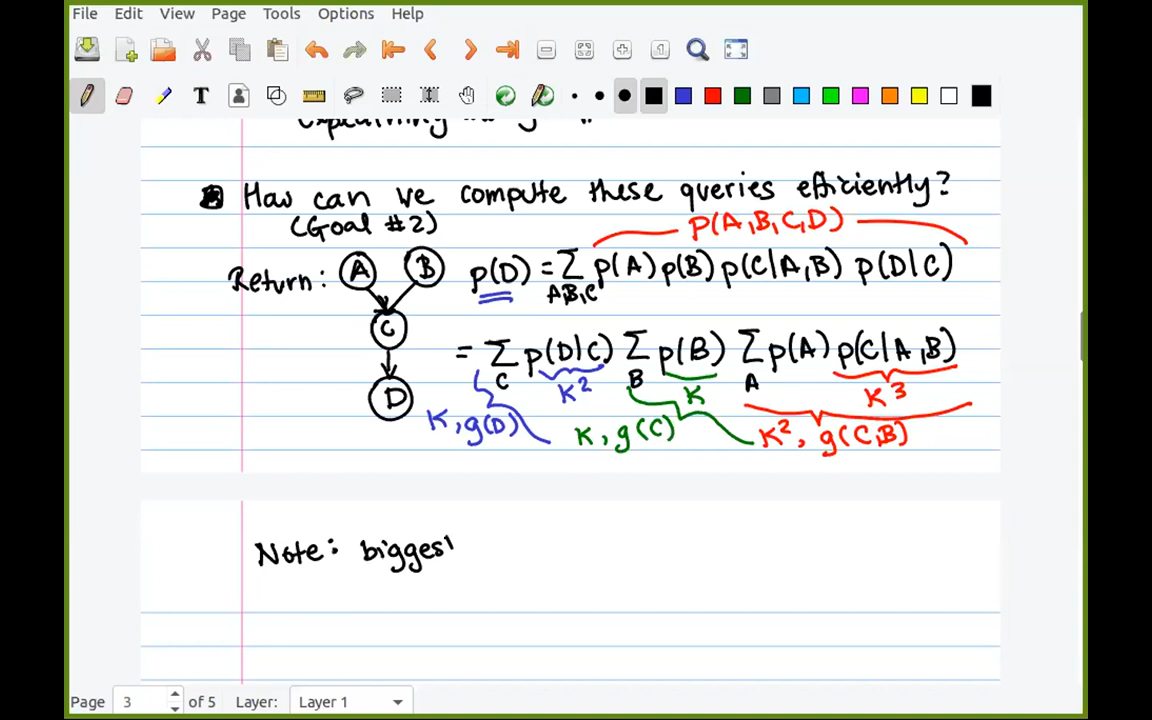 File Edit View Page Tools Options Help
How can we compute these queries efficiently?
(Goal #2)
p(A,B,C,D)
Return: A B p(D) = Σ p(A) p(B) p(C|A,B) p(D|C)
A,B,C
C
= Σ p(D|C) Σ p(B) Σ p(A) p(C|A,B)
C B A
D
K² K K³
K, g(D) K, g(C) K², g(C,B)
Note: bigges
Page 3 of 5 Layer: Layer 1